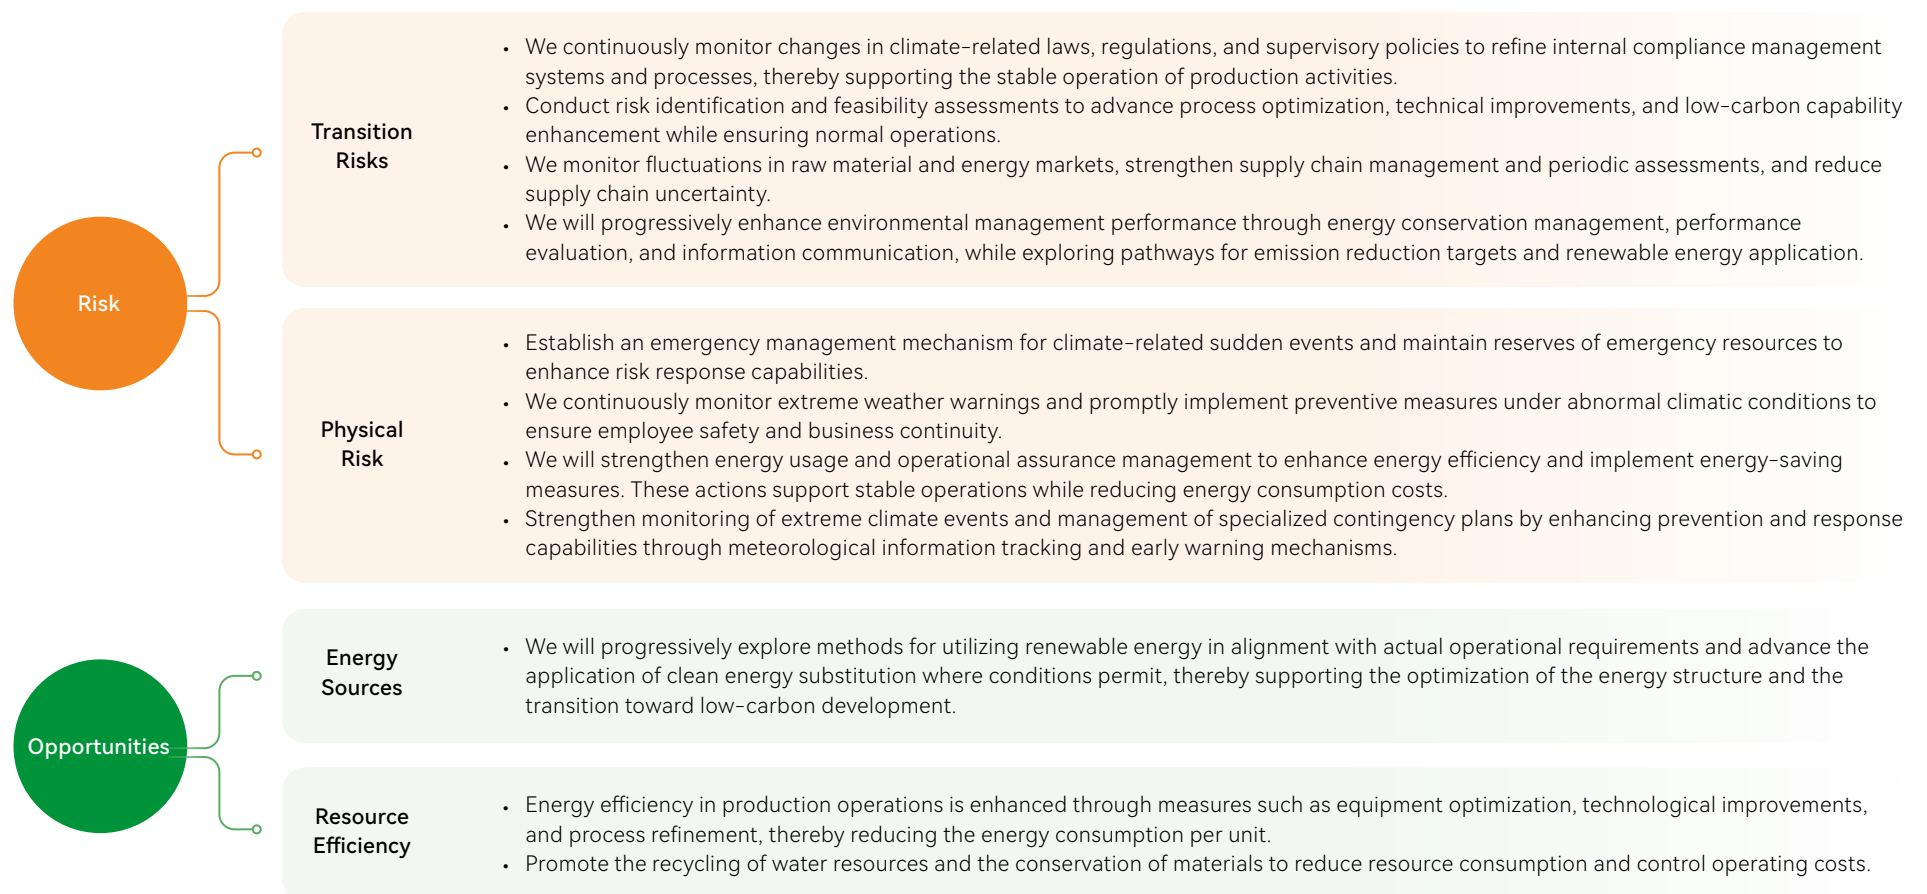 Risk
Transition
Risks
• We continuously monitor changes in climate-related laws, regulations, and supervisory policies to refine internal compliance management
systems and processes, thereby supporting the stable operation of production activities.
• Conduct risk identification and feasibility assessments to advance process optimization, technical improvements, and low-carbon capability
enhancement while ensuring normal operations.
• We monitor fluctuations in raw material and energy markets, strengthen supply chain management and periodic assessments, and reduce
supply chain uncertainty.
• We will progressively enhance environmental management performance through energy conservation management, performance
evaluation, and information communication, while exploring pathways for emission reduction targets and renewable energy application.
Physical
Risk
• Establish an emergency management mechanism for climate-related sudden events and maintain reserves of emergency resources to
enhance risk response capabilities.
• We continuously monitor extreme weather warnings and promptly implement preventive measures under abnormal climatic conditions to
ensure employee safety and business continuity.
• We will strengthen energy usage and operational assurance management to enhance energy efficiency and implement energy-saving
measures. These actions support stable operations while reducing energy consumption costs.
• Strengthen monitoring of extreme climate events and management of specialized contingency plans by enhancing prevention and response
capabilities through meteorological information tracking and early warning mechanisms.
Opportunities
Energy
Sources
• We will progressively explore methods for utilizing renewable energy in alignment with actual operational requirements and advance the
application of clean energy substitution where conditions permit, thereby supporting the optimization of the energy structure and the
transition toward low-carbon development.
Resource
Efficiency
• Energy efficiency in production operations is enhanced through measures such as equipment optimization, technological improvements,
and process refinement, thereby reducing the energy consumption per unit.
• Promote the recycling of water resources and the conservation of materials to reduce resource consumption and control operating costs.